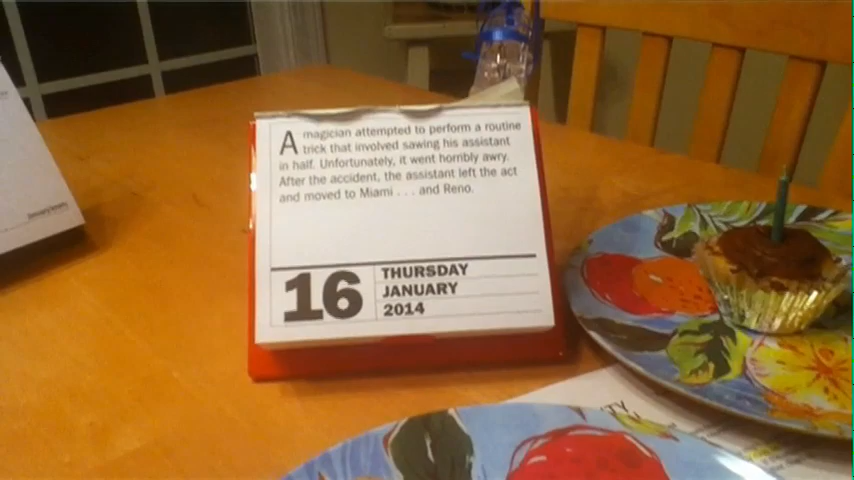 A magician attempted to perform a routine
trick that involved sawing his assistant
in half. Unfortunately, it went horribly awry.
After the accident, the assistant left the act
and moved to Miami . . . and Reno.
16
THURSDAY
JANUARY
2014